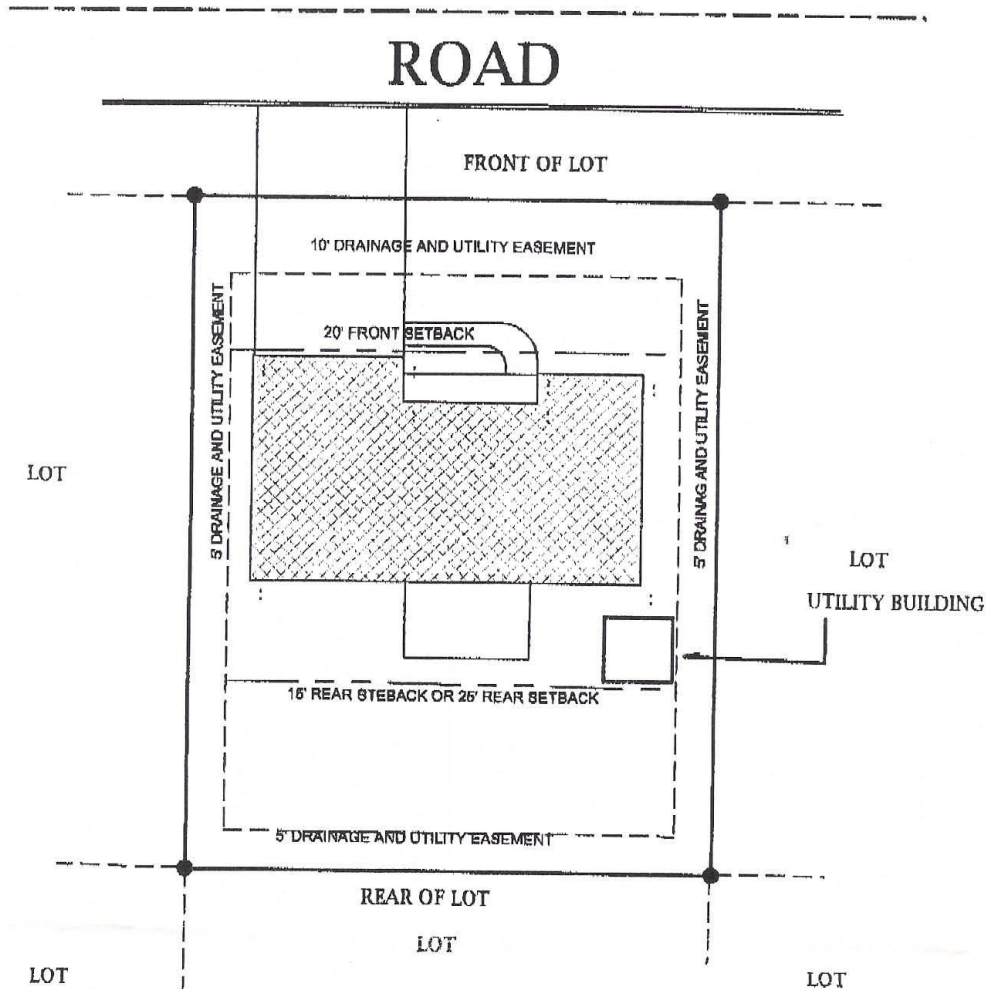 ROAD
FRONT OF LOT
10' DRAINAGE AND UTILITY EASEMENT
20' FRONT SETBACK
5' DRAINAGE AND UTILITY EASEMENT
5' DRAINAG AND UTILITY EASEMENT
LOT
LOT
UTILITY BUILDING
15' REAR STEBACK OR 25' REAR SETBACK
5' DRAINAGE AND UTILITY EASEMENT
REAR OF LOT
LOT
LOT
LOT